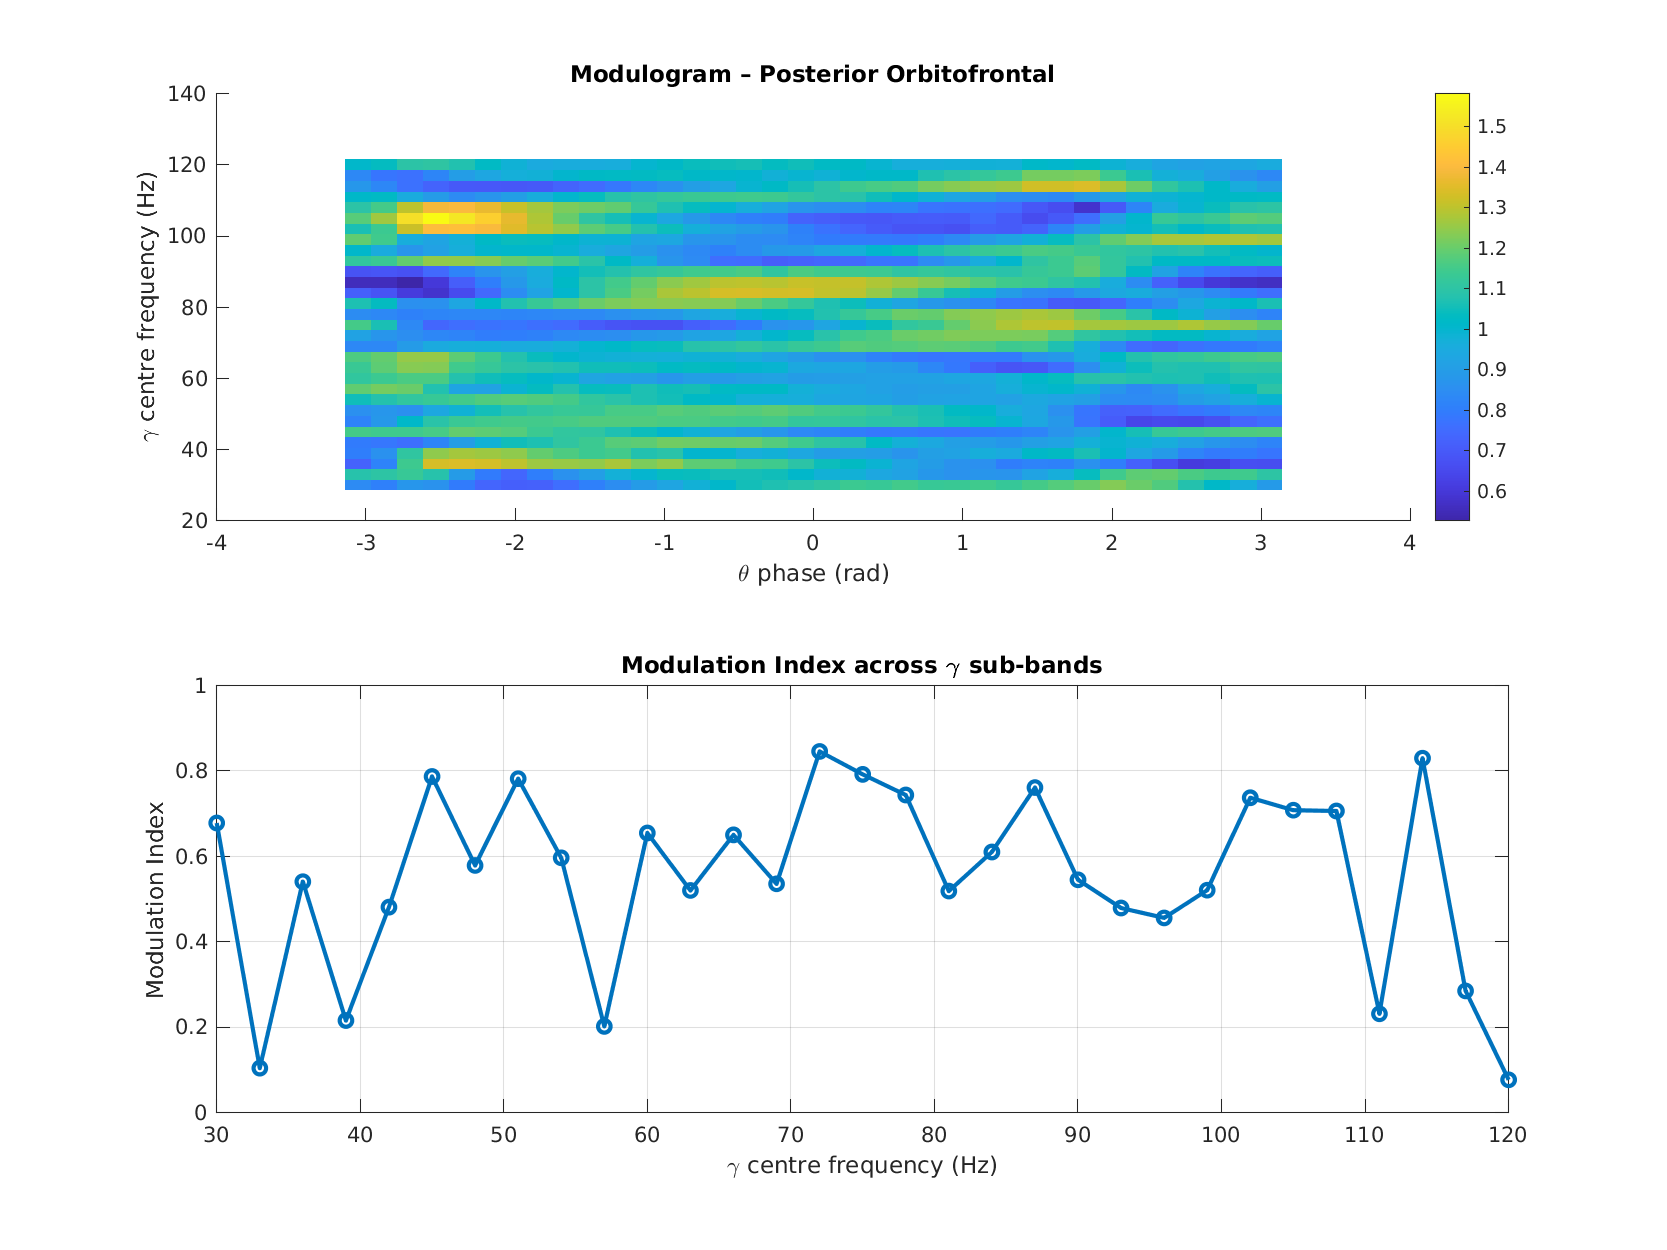 Modulogram – Posterior Orbitofrontal
γ centre frequency (Hz)
140
120
100
80
60
40
20
-4 -3 -2 -1 0 1 2 3 4
θ phase (rad)
1.5
1.4
1.3
1.2
1.1
1
0.9
0.8
0.7
0.6
Modulation Index across γ sub-bands
Modulation Index
1
0.8
0.6
0.4
0.2
0
30 40 50 60 70 80 90 100 110 120
γ centre frequency (Hz)